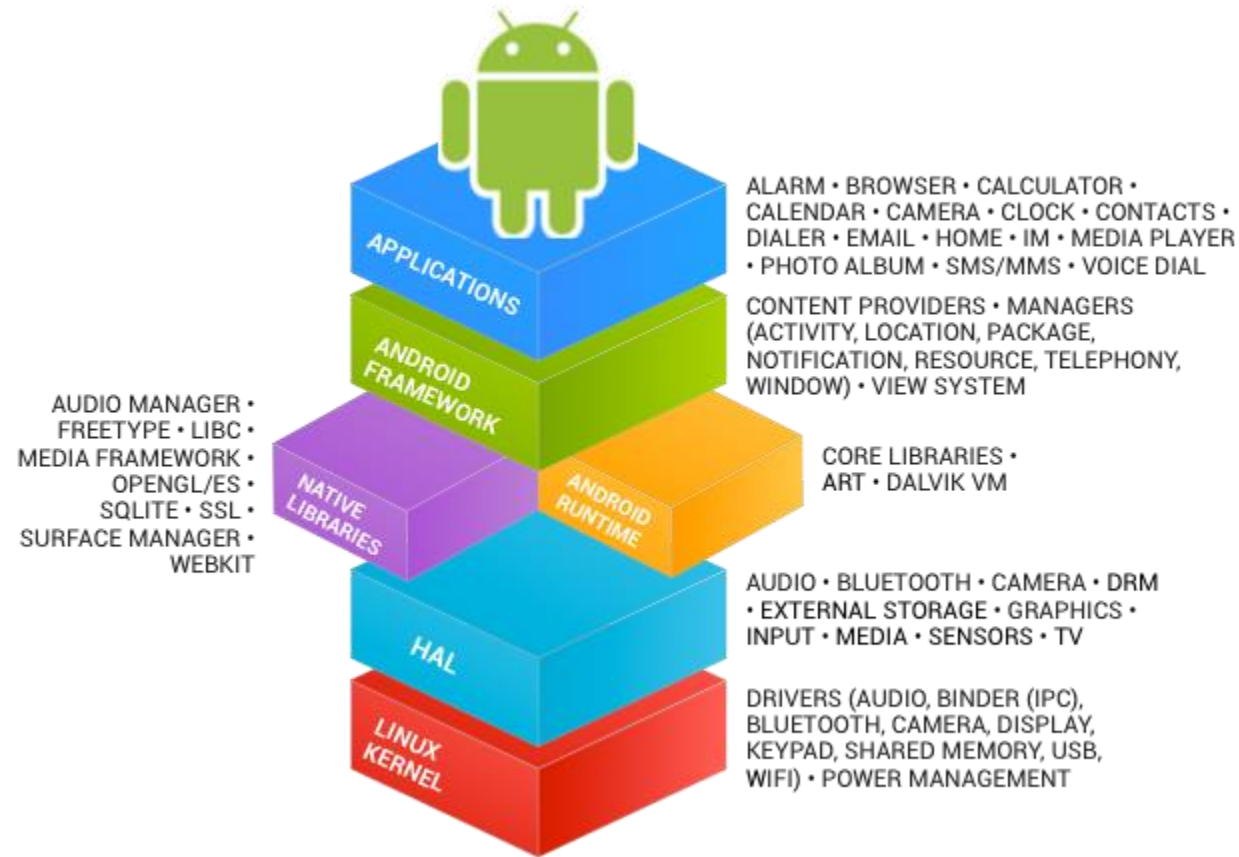 ALARM • BROWSER • CALCULATOR •
CALENDAR • CAMERA • CLOCK • CONTACTS •
DIALER • EMAIL • HOME • IM • MEDIA PLAYER
• PHOTO ALBUM • SMS/MMS • VOICE DIAL
APPLICATIONS
CONTENT PROVIDERS • MANAGERS
(ACTIVITY, LOCATION, PACKAGE,
NOTIFICATION, RESOURCE, TELEPHONY,
WINDOW) • VIEW SYSTEM
ANDROID
FRAMEWORK
AUDIO MANAGER •
FREETYPE • LIBC •
MEDIA FRAMEWORK •
OPENGL/ES •
SQLITE • SSL •
SURFACE MANAGER •
WEBKIT
NATIVE
LIBRARIES
ANDROID
RUNTIME
CORE LIBRARIES •
ART • DALVIK VM
HAL
AUDIO • BLUETOOTH • CAMERA • DRM
• EXTERNAL STORAGE • GRAPHICS •
INPUT • MEDIA • SENSORS • TV
LINUX
KERNEL
DRIVERS (AUDIO, BINDER (IPC),
BLUETOOTH, CAMERA, DISPLAY,
KEYPAD, SHARED MEMORY, USB,
WIFI) • POWER MANAGEMENT